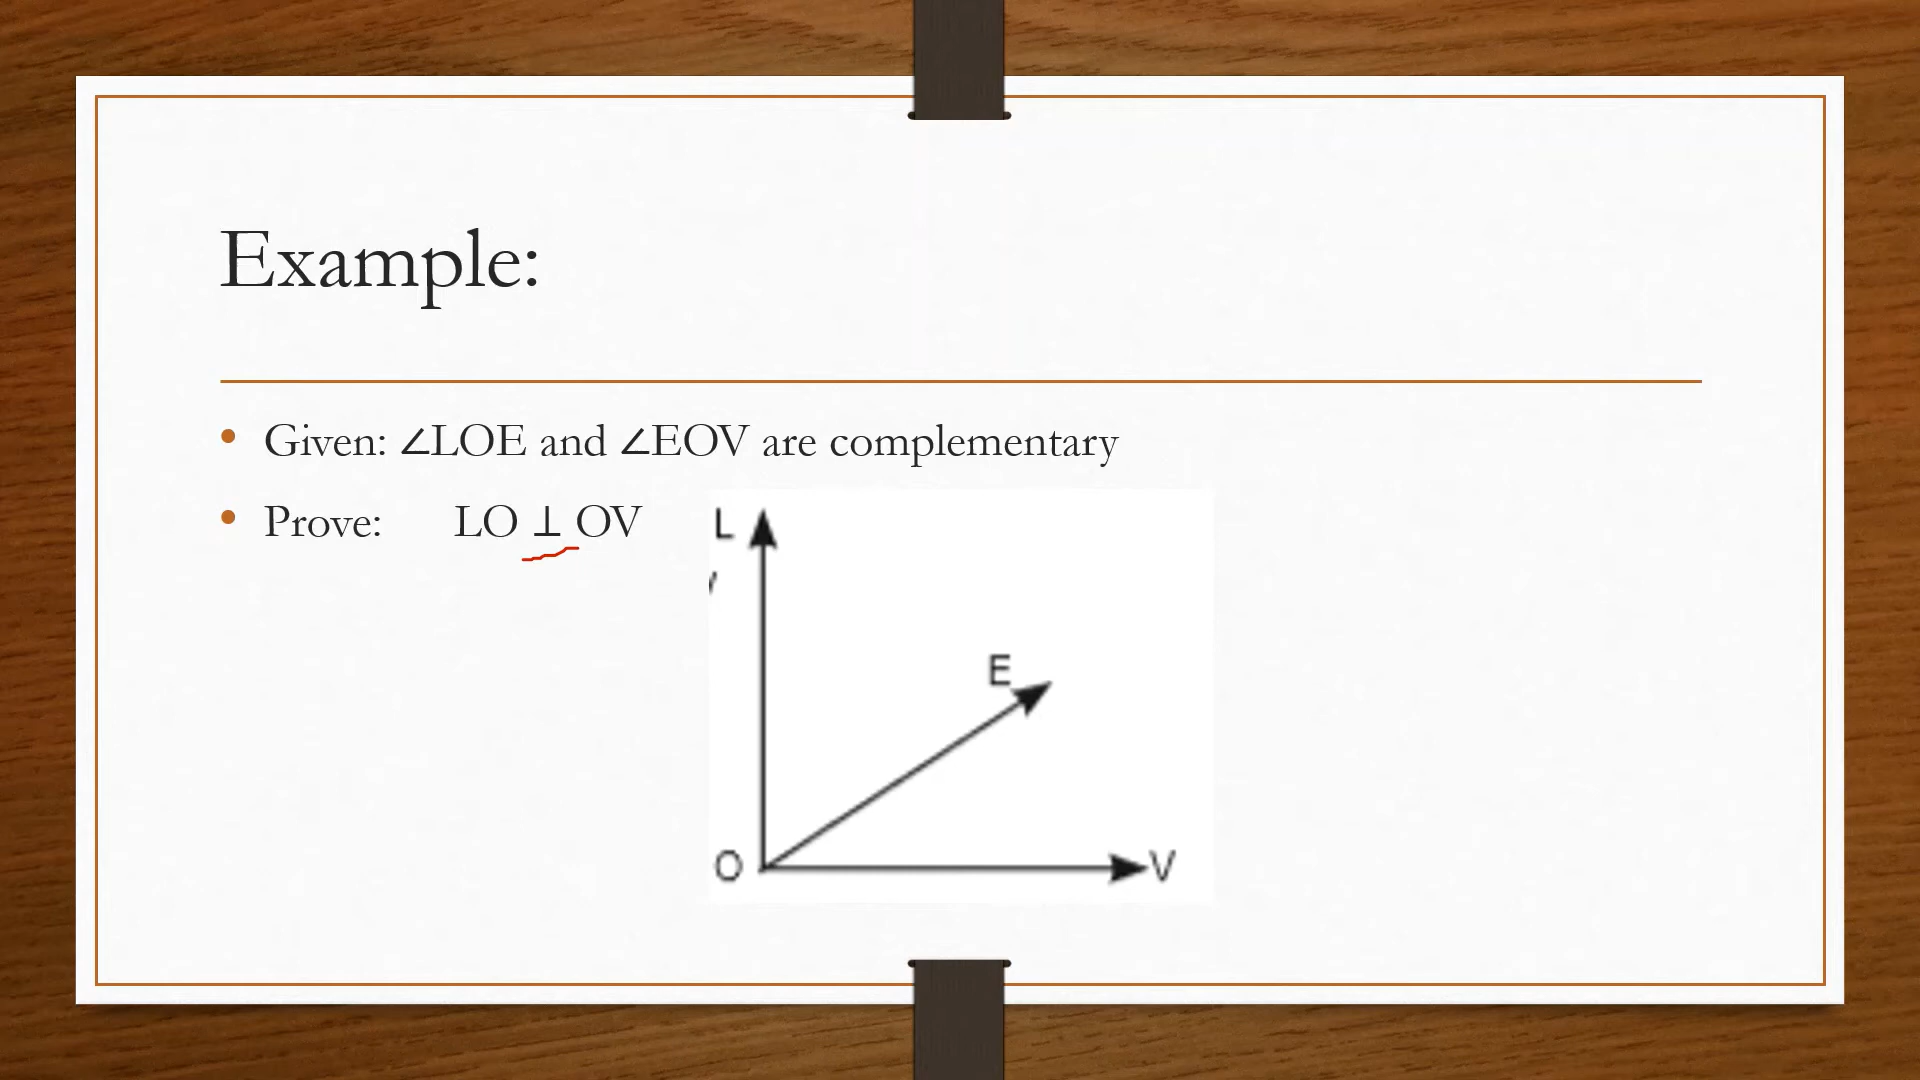 Example:
• Given: ∠LOE and ∠EOV are complementary
• Prove: LO ⊥ OV
L
E
O
V